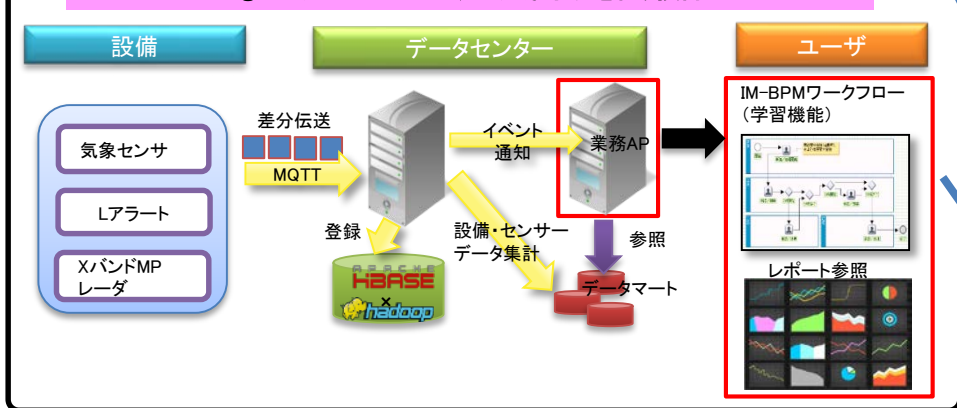 設備
データセンター
ユーザ
気象センサ
Lアラート
XバンドMP
レーダ
差分伝送
MQTT
イベント
通知
業務AP
登録
設備・センサー
データ集計
参照
データマート
APACHE
HBASE
×
hadoop
IM-BPMワークフロー
（学習機能）
レポート参照